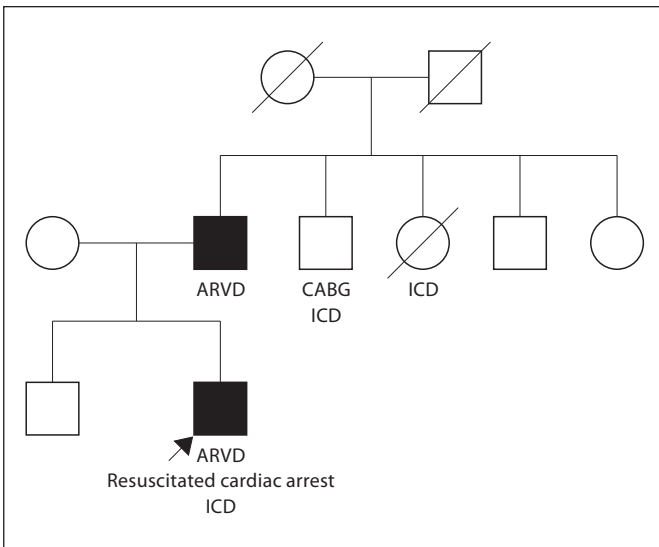 ARVD
CABG
ICD
ICD
ARVD
Resuscitated cardiac arrest
ICD